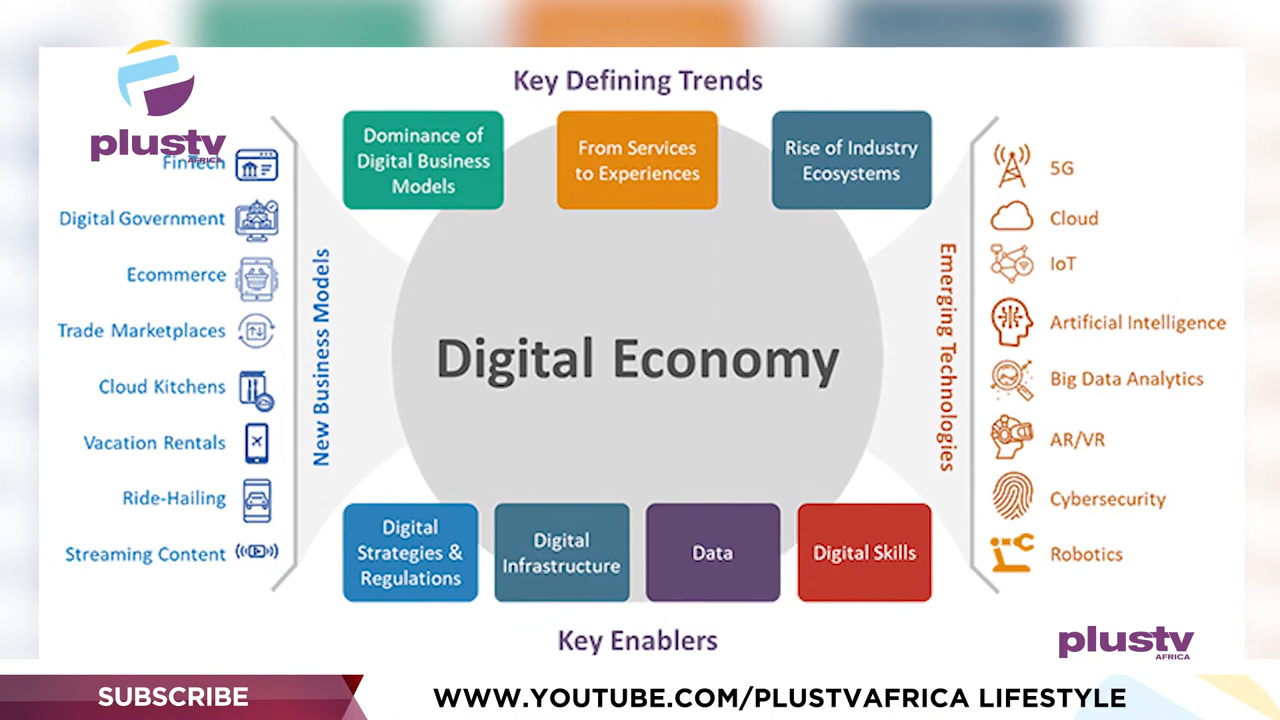 Key Defining Trends
plustv
AFRICA
FinTech
Digital Government
Ecommerce
Trade Marketplaces
Cloud Kitchens
Vacation Rentals
Ride-Hailing
Streaming Content
New Business Models
Dominance of
Digital Business
Models
From Services
to Experiences
Rise of Industry
Ecosystems
Digital Economy
Digital
Strategies &
Regulations
Digital
Infrastructure
Data
Digital Skills
Key Enablers
Emerging Technologies
5G
Cloud
IoT
Artificial Intelligence
Big Data Analytics
AR/VR
Cybersecurity
Robotics
plustv
AFRICA
SUBSCRIBE
WWW.YOUTUBE.COM/PLUSTVAFRICA LIFESTYLE